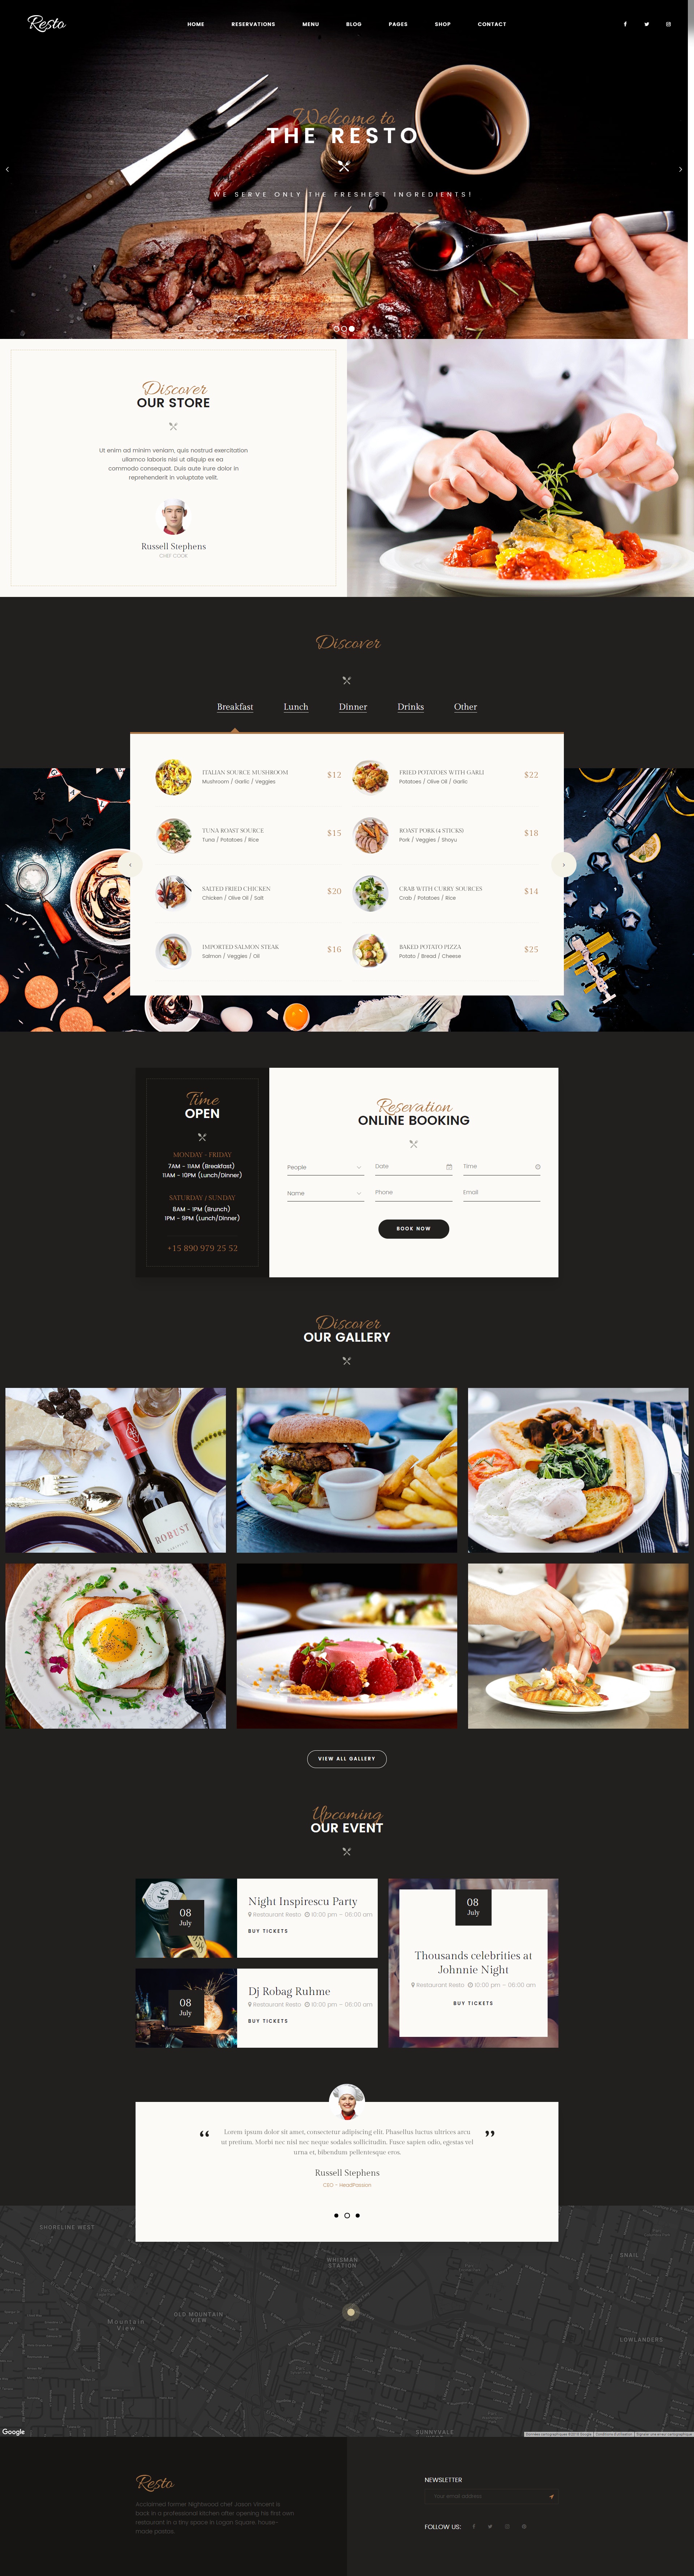 Resto
HOME RESERVATIONS MENU BLOG PAGES SHOP CONTACT
Welcome to
THE RESTO
WE SERVE ONLY THE FRESHEST INGREDIENTS!
Discover
OUR STORE
Ut enim ad minim veniam, quis nostrud exercitation
ullamco laboris nisi ut aliquip ex ea
commodo consequat. Duis aute irure dolor in
reprehenderit in voluptate velit.
Russell Stephens
CHEF COOK
Discover
Breakfast Lunch Dinner Drinks Other
ITALIAN SOURCE MUSHROOM $12
Mushroom / Garlic / Veggies
FRIED POTATOES WITH GARLI $22
Potatoes / Olive Oil / Garlic
TUNA ROAST SOURCE $15
Tuna / Potatoes / Rice
ROAST PORK (4 STICKS) $18
Pork / Veggies / Shoyu
SALTED FRIED CHICKEN $20
Chicken / Olive Oil / Salt
CRAB WITH CURRY SOURCES $14
Crab / Potatoes / Rice
IMPORTED SALMON STEAK $16
Salmon / Veggies / Oil
BAKED POTATO PIZZA $25
Potato / Bread / Cheese
Time
OPEN
MONDAY - FRIDAY
7AM - 11AM (Breakfast)
11AM - 10PM (Lunch/Dinner)
SATURDAY / SUNDAY
8AM - 1PM (Brunch)
1PM - 9PM (Lunch/Dinner)
+15 890 979 25 52
Resevation
ONLINE BOOKING
People Date Time
Name Phone Email
BOOK NOW
Discover
OUR GALLERY
ROBUST
VIEW ALL GALLERY
Upcoming
OUR EVENT
08
July
Night Inspirescu Party
Restaurant Resto 10:00 pm - 06:00 am
BUY TICKETS
08
July
Dj Robag Ruhme
Restaurant Resto 10:00 pm - 06:00 am
BUY TICKETS
08
July
Thousands celebrities at
Johnnie Night
Restaurant Resto 10:00 pm - 06:00 am
BUY TICKETS
“ Lorem ipsum dolor sit amet, consectetur adipiscing elit. Phasellus luctus ultrices arcu ”
ut pretium. Morbi nec nisl nec neque sodales sollicitudin. Fusce sapien odio, egestas vel
urna et, bibendum pellentesque eros.
Russell Stephens
CEO - HeadPassion
SHORELINE WEST
WHISMAN
STATION
SNAIL
OLD MOUNTAIN
VIEW
Mountain
View
LOWLANDERS
SUNNYVALE
Google
Resto
Acclaimed former Nightwood chef Jason Vincent is
back in a professional kitchen after opening his first own
restaurant in a tiny space in Logan Square. house-
made pastas.
NEWSLETTER
Your email address
FOLLOW US: